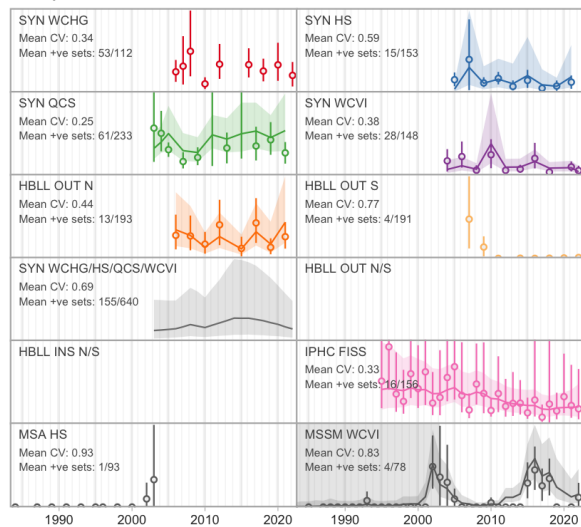 SYN WCHG
Mean CV: 0.34
Mean +ve sets: 53/112
SYN HS
Mean CV: 0.59
Mean +ve sets: 15/153
SYN QCS
Mean CV: 0.25
Mean +ve sets: 61/233
SYN WCVI
Mean CV: 0.38
Mean +ve sets: 28/148
HBLL OUT N
Mean CV: 0.44
Mean +ve sets: 13/193
HBLL OUT S
Mean CV: 0.77
Mean +ve sets: 4/191
SYN WCHG/HS/QCS/WCVI
Mean CV: 0.69
Mean +ve sets: 155/640
HBLL OUT N/S
HBLL INS N/S
IPHC FISS
Mean CV: 0.33
Mean +ve sets: 16/156
MSA HS
Mean CV: 0.93
Mean +ve sets: 1/93
MSSM WCVI
Mean CV: 0.83
Mean +ve sets: 4/78
1990 2000 2010 2020 1990 2000 2010 2020